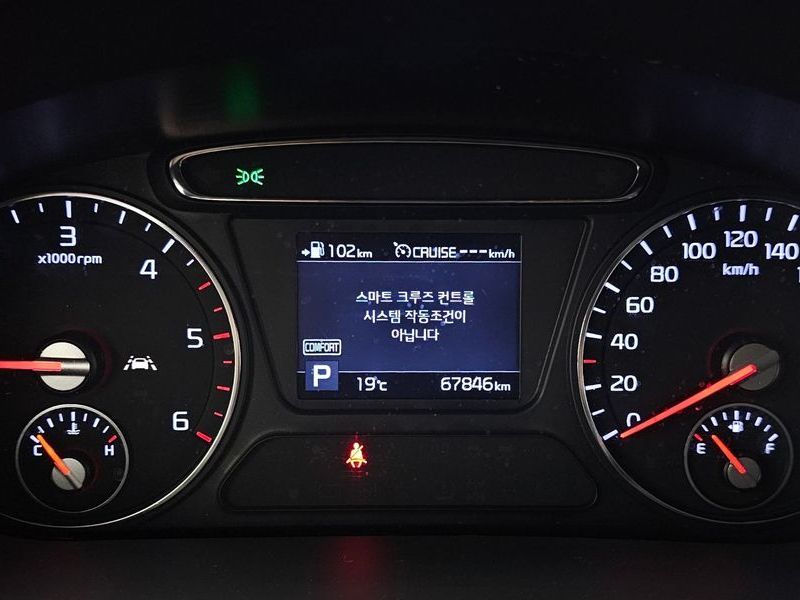 102km CRUISE---km/h
스마트 크루즈 컨트롤
시스템 작동조건이
아닙니다
COMFORT
P 19℃ 67846km
3
x1000 rpm
4
5
6
C H
0
20
40
60
80
100
120
140
km/h
E F